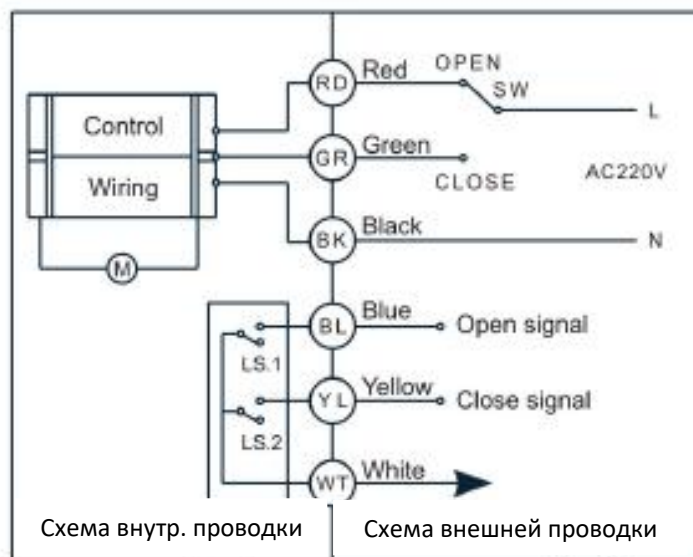 OPEN
RD Red SW
L
Control
GR Green
CLOSE AC220V
Wiring
BK Black N
M
BL Blue Open signal
LS.1
YL Yellow Close signal
LS.2
WT White
Схема внутр. проводки Схема внешней проводки